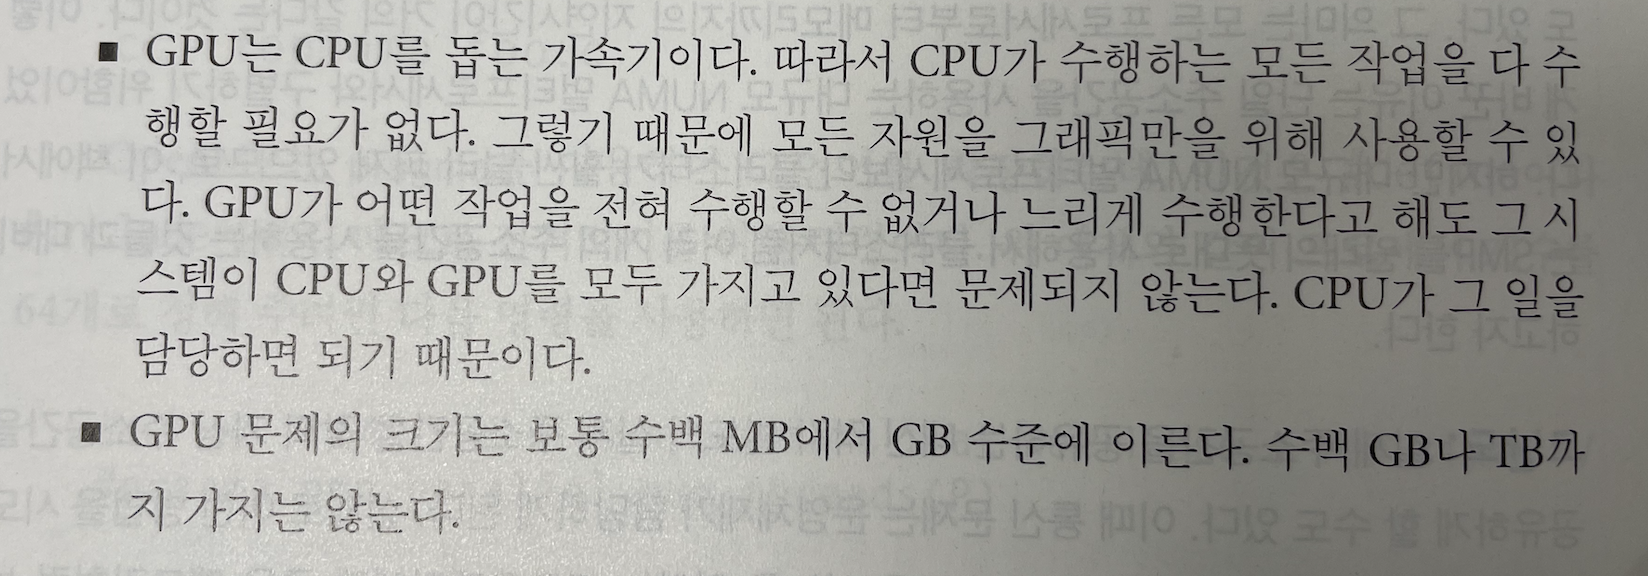 ■ GPU는 CPU를 돕는 가속기이다. 따라서 CPU가 수행하는 모든 작업을 다 수
행할 필요가 없다. 그렇기 때문에 모든 자원을 그래픽만을 위해 사용할 수 있
다. GPU가 어떤 작업을 전혀 수행할 수 없거나 느리게 수행한다고 해도 그 시
스템이 CPU와 GPU를 모두 가지고 있다면 문제되지 않는다. CPU가 그 일을
담당하면 되기 때문이다.
■ GPU 문제의 크기는 보통 수백 MB에서 GB 수준에 이른다. 수백 GB나 TB까
지 가지는 않는다.